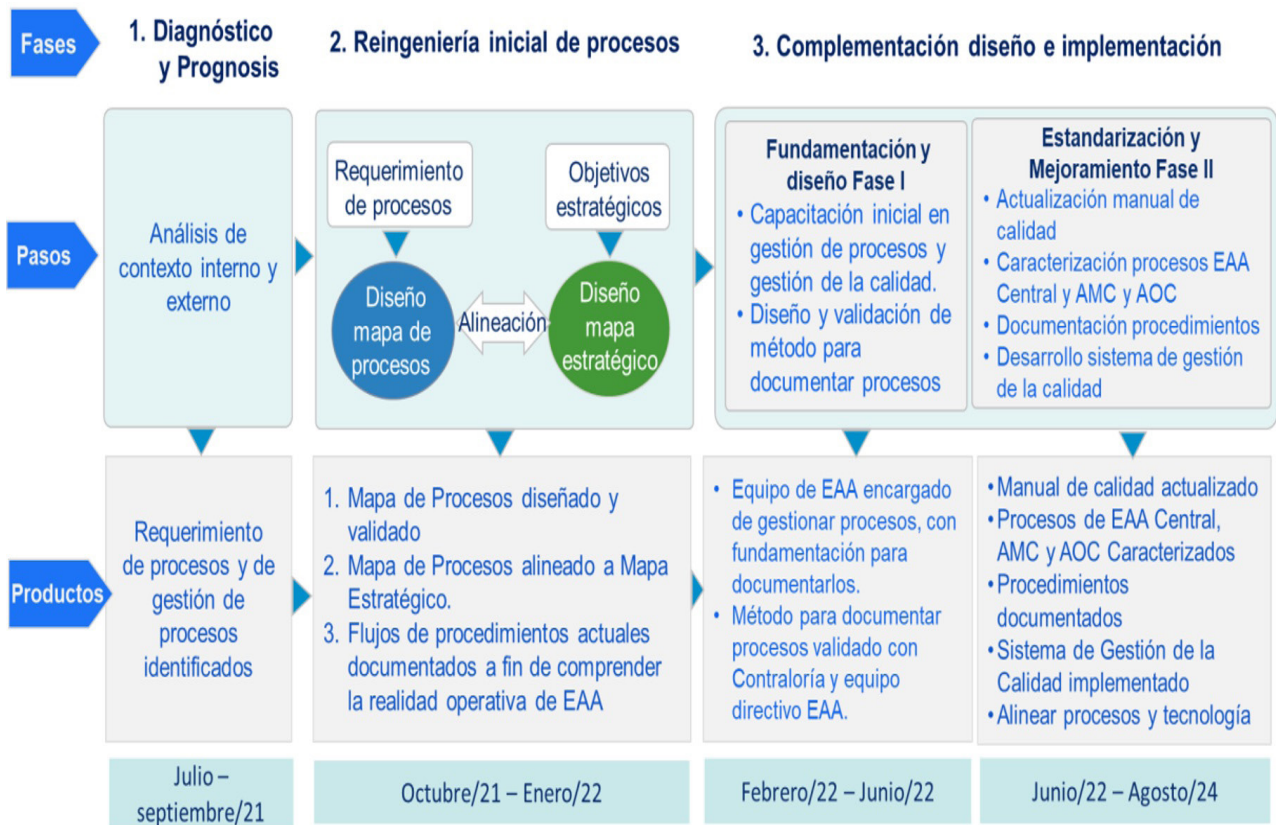 Fases
1. Diagnóstico
y Prognosis
2. Reingeniería inicial de procesos
3. Complementación diseño e implementación
Pasos
Análisis de
contexto interno y
externo
Requerimiento
de procesos
Objetivos
estratégicos
Diseño
mapa de
procesos
Alineación
Diseño
mapa
estratégico
Fundamentación y
diseño Fase I
• Capacitación inicial en
gestión de procesos y
gestión de la calidad.
• Diseño y validación de
método para
documentar procesos
Estandarización y
Mejoramiento Fase II
• Actualización manual de
calidad
• Caracterización procesos EAA
Central y AMC y AOC
• Documentación procedimientos
• Desarrollo sistema de gestión
de la calidad
Productos
Requerimiento
de procesos y de
gestión de
procesos
identificados
1. Mapa de Procesos diseñado y
validado
2. Mapa de Procesos alineado a Mapa
Estratégico.
3. Flujos de procedimientos actuales
documentados a fin de comprender
la realidad operativa de EAA
• Equipo de EAA encargado
de gestionar procesos, con
fundamentación para
documentarlos.
• Método para documentar
procesos validado con
Contraloría y equipo
directivo EAA.
• Manual de calidad actualizado
• Procesos de EAA Central,
AMC y AOC Caracterizados
• Procedimientos
documentados
• Sistema de Gestión de la
Calidad implementado
• Alinear procesos y tecnología
Julio –
septiembre/21
Octubre/21 – Enero/22
Febrero/22 – Junio/22
Junio/22 – Agosto/24